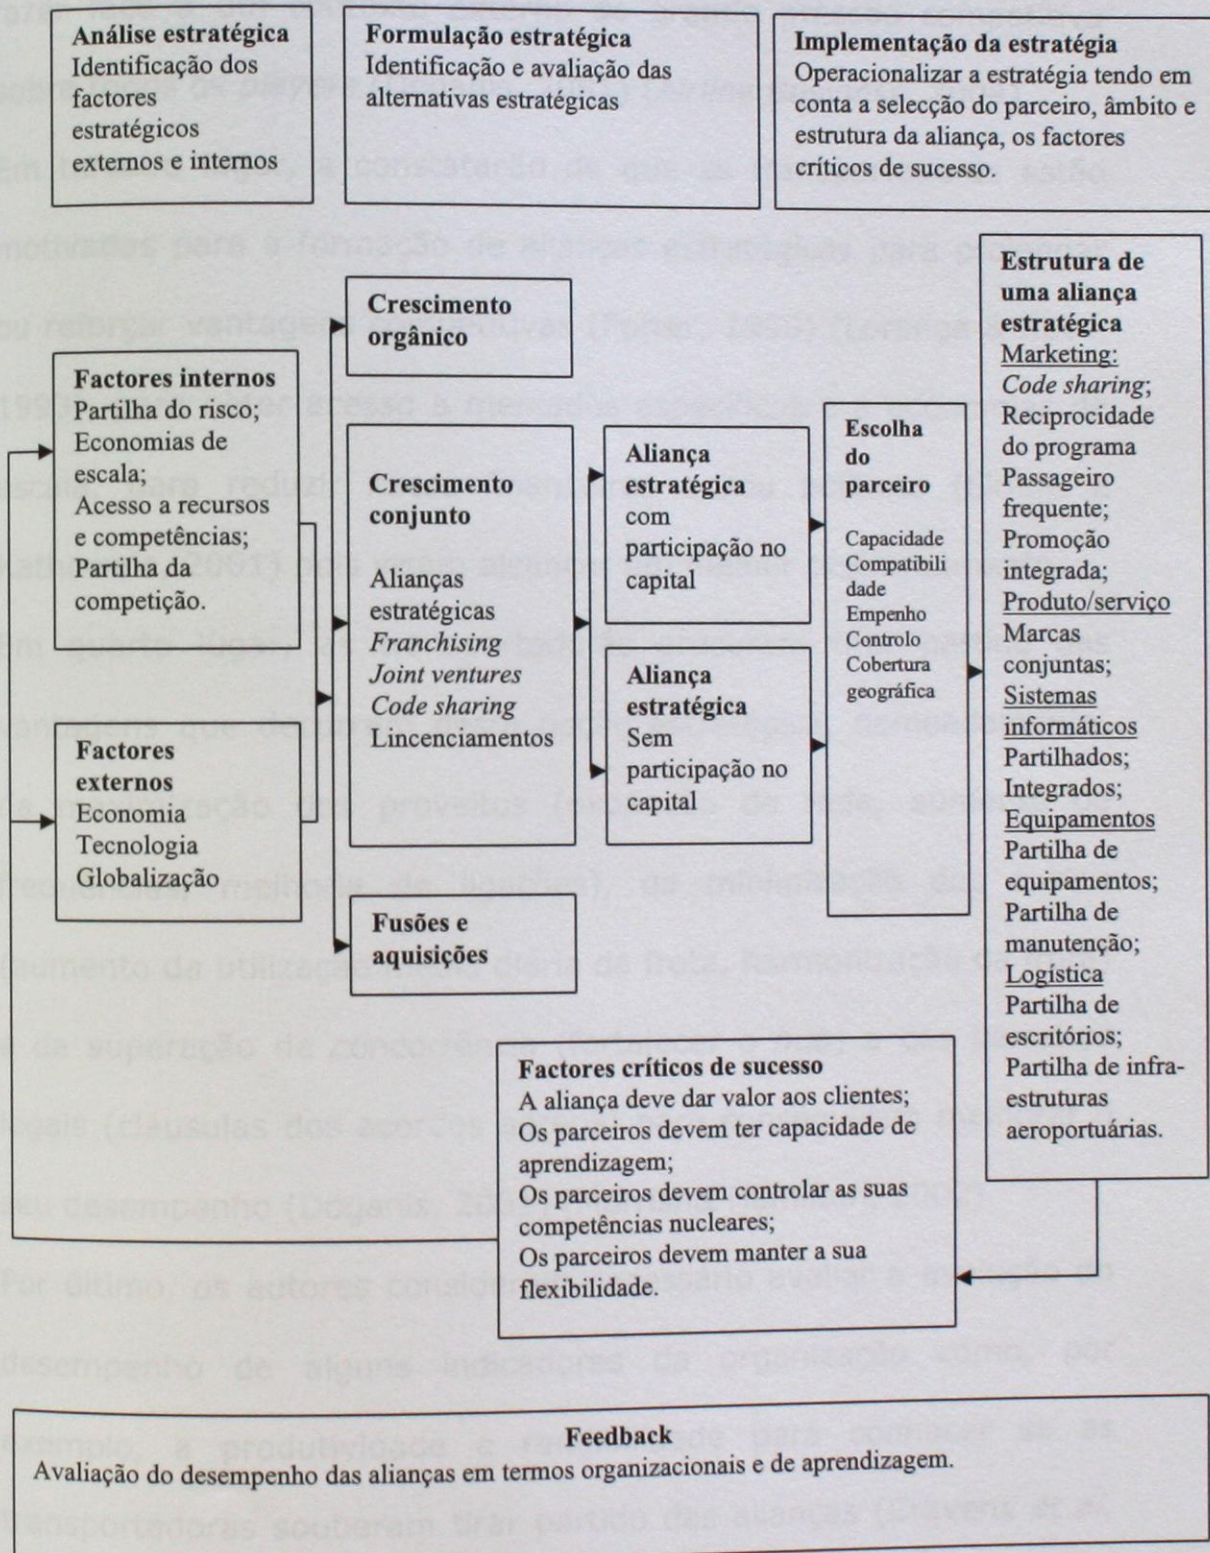 Análise estratégica
Identificação dos
factores
estratégicos
externos e internos
Formulação estratégica
Identificação e avaliação das
alternativas estratégicas
Implementação da estratégia
Operacionalizar a estratégia tendo em
conta a selecção do parceiro, âmbito e
estrutura da aliança, os factores
críticos de sucesso.
Factores internos
Partilha do risco;
Economias de
escala;
Acesso a recursos
e competências;
Partilha da
competição.
Factores
externos
Economia
Tecnologia
Globalização
Crescimento
orgânico
Crescimento
conjunto
Alianças
estratégicas
Franchising
Joint ventures
Code sharing
Lincenciamentos
Fusões e
aquisições
Aliança
estratégica
com
participação no
capital
Aliança
estratégica
Sem
participação no
capital
Escolha
do
parceiro
Capacidade
Compatibili
dade
Empenho
Controlo
Cobertura
geográfica
Estrutura de
uma aliança
estratégica
Marketing:
Code sharing;
Reciprocidade
do programa
Passageiro
frequente;
Promoção
integrada;
Produto/serviço
Marcas
conjuntas;
Sistemas
informáticos
Partilhados;
Integrados;
Equipamentos
Partilha de
equipamentos;
Partilha de
manutenção;
Logística
Partilha de
escritórios;
Partilha de infra-
estruturas
aeroportuárias.
Factores críticos de sucesso
A aliança deve dar valor aos clientes;
Os parceiros devem ter capacidade de
aprendizagem;
Os parceiros devem controlar as suas
competências nucleares;
Os parceiros devem manter a sua
flexibilidade.
Feedback
Avaliação do desempenho das alianças em termos organizacionais e de aprendizagem.